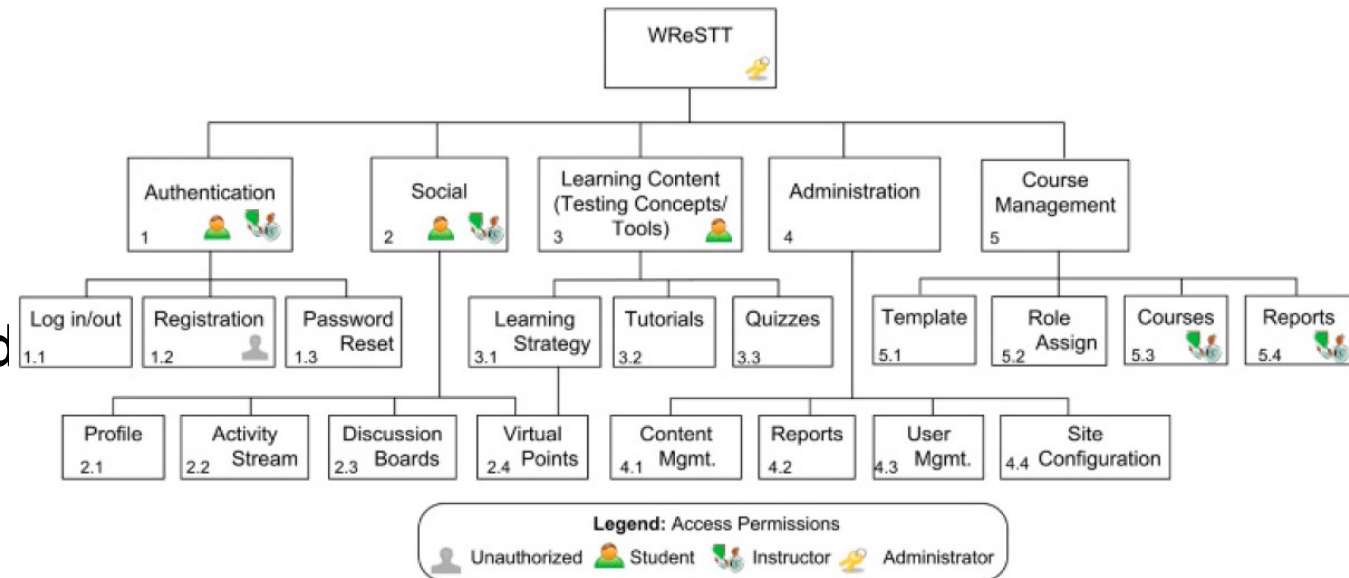 WReSTT
Authentication
1
Social
2
Learning Content
(Testing Concepts/
Tools)
3
Administration
4
Course
Management
5
Log in/out
1.1
Registration
1.2
Password
Reset
1.3
Learning
Strategy
3.1
Tutorials
3.2
Quizzes
3.3
Template
5.1
Role
Assign
5.2
Courses
5.3
Reports
5.4
Profile
2.1
Activity
Stream
2.2
Discussion
Boards
2.3
Virtual
Points
2.4
Content
Mgmt.
4.1
Reports
4.2
User
Mgmt.
4.3
Site
Configuration
4.4
Legend: Access Permissions
Unauthorized Student Instructor Administrator